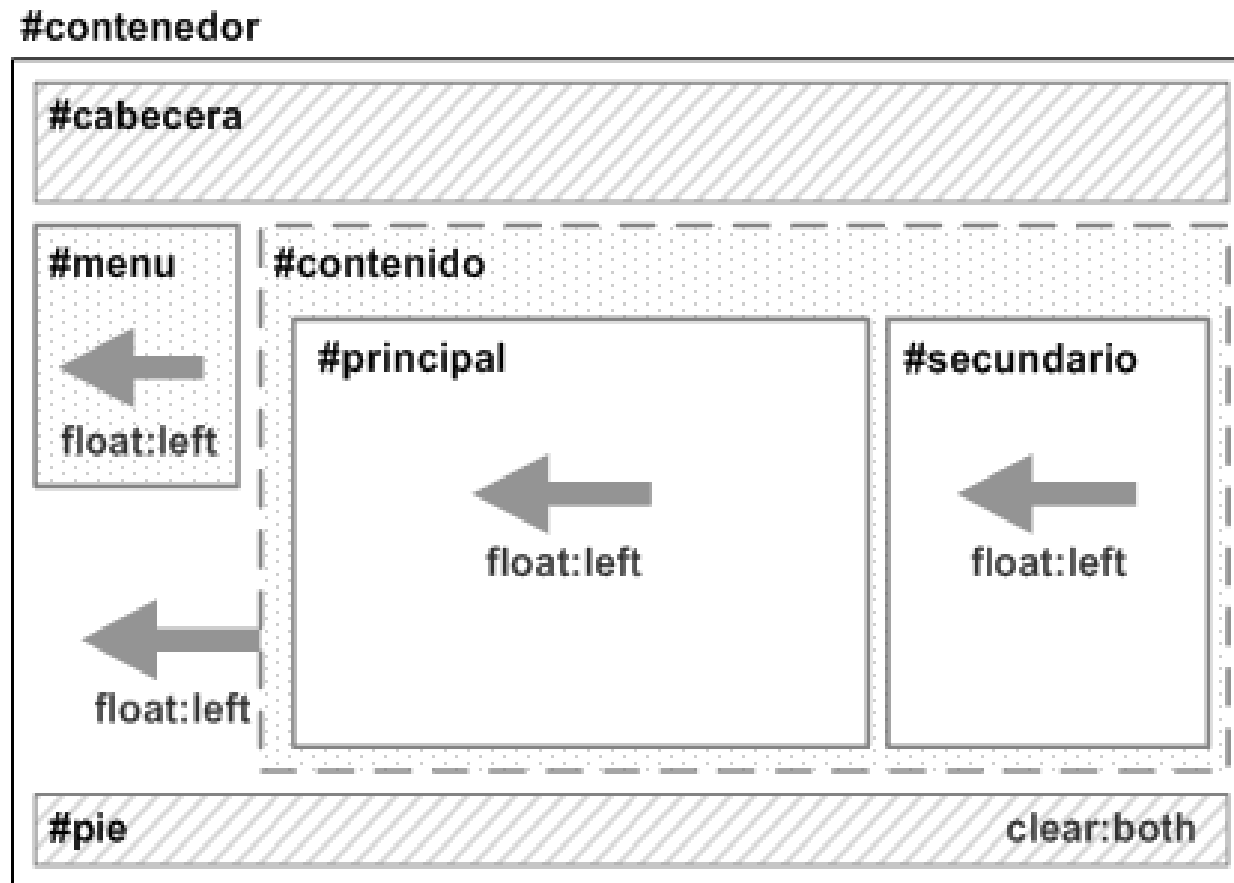 #contenedor
#cabecera
#menu
float:left
float:left
#contenido
#principal
float:left
#secundario
float:left
#pie
clear:both